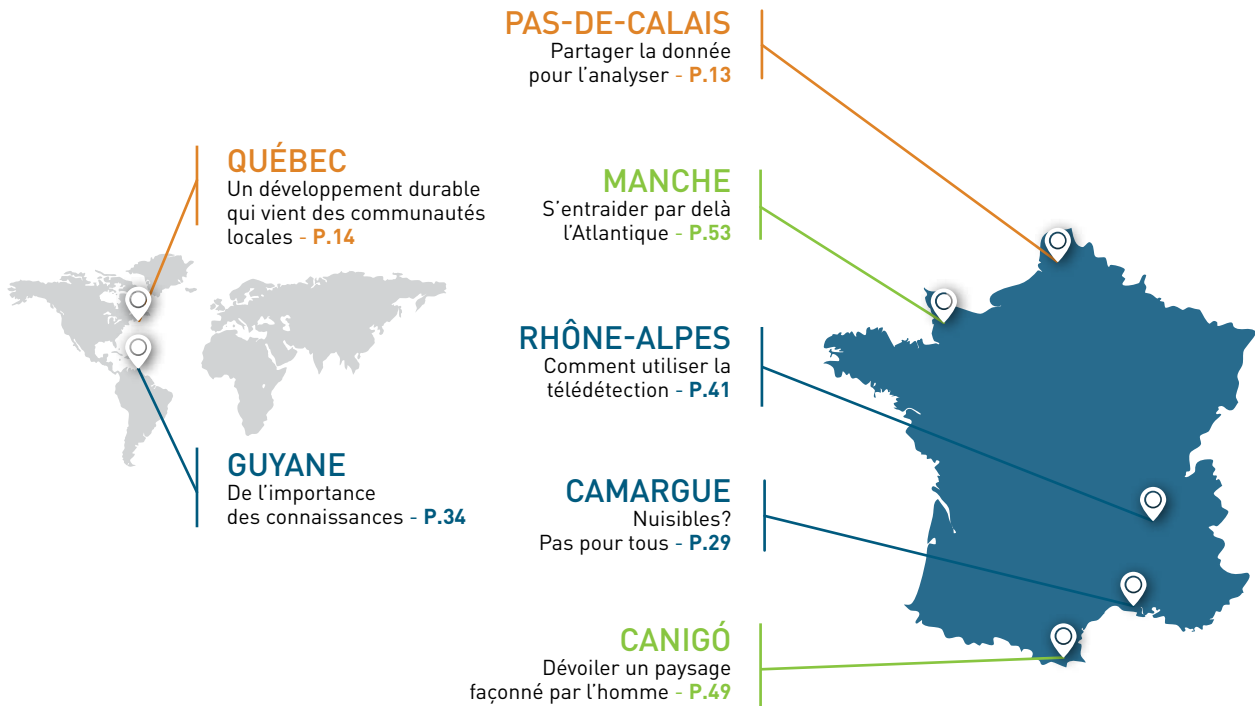 PAS-DE-CALAIS
Partager la donnée
pour l'analyser - P.13
QUÉBEC
Un développement durable
qui vient des communautés
locales - P.14
MANCHE
S'entraider par delà
l'Atlantique - P.53
RHÔNE-ALPES
Comment utiliser la
télédétection - P.41
GUYANE
De l'importance
des connaissances - P.34
CAMARGUE
Nuisibles?
Pas pour tous - P.29
CANIGÓ
Dévoiler un paysage
façonné par l'homme - P.49